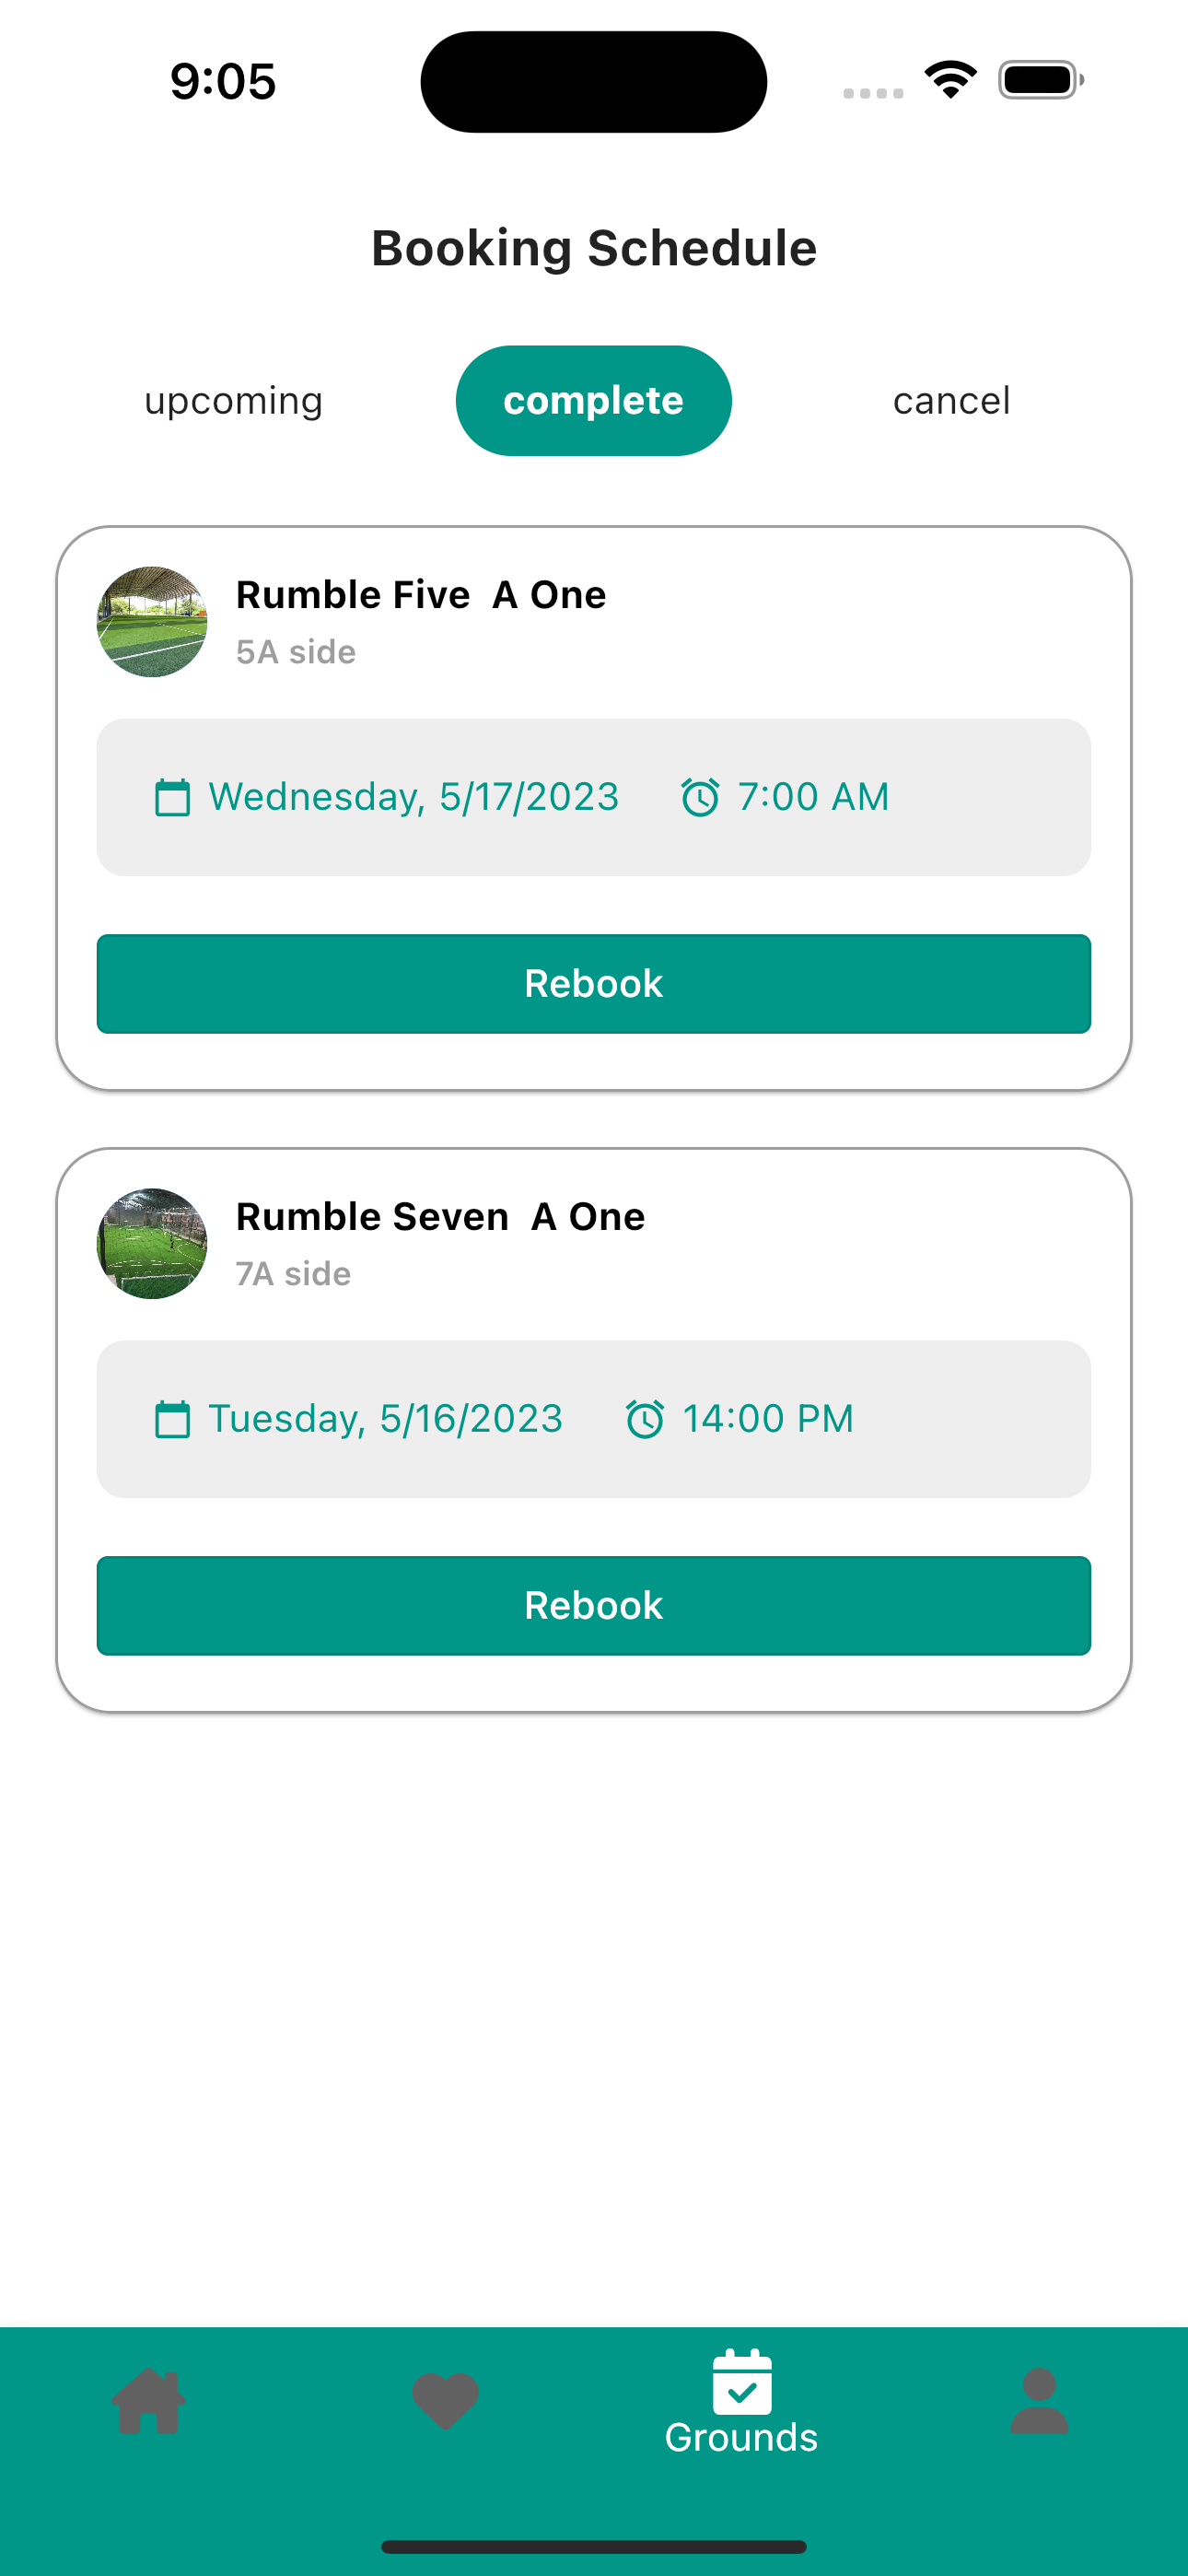 9:05
Booking Schedule
upcoming complete cancel
Rumble Five  A One
5A side
Wednesday, 5/17/2023 7:00 AM
Rebook
Rumble Seven  A One
7A side
Tuesday, 5/16/2023 14:00 PM
Rebook
Grounds